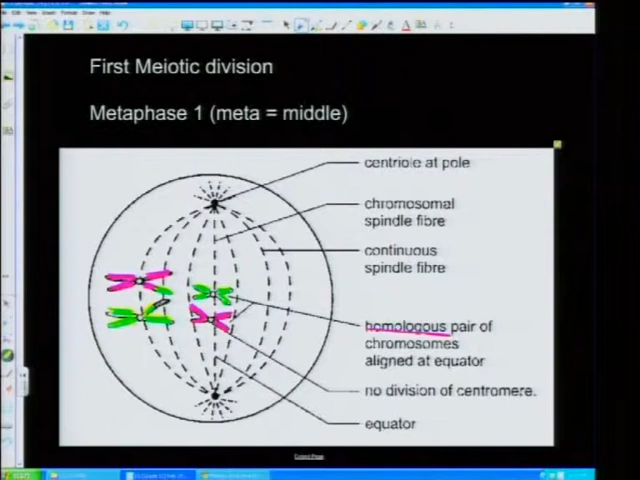 First Meiotic division
Metaphase 1 (meta = middle)
centriole at pole
chromosomal
spindle fibre
continuous
spindle fibre
homologous pair of
chromosomes
aligned at equator
no division of centromere.
equator